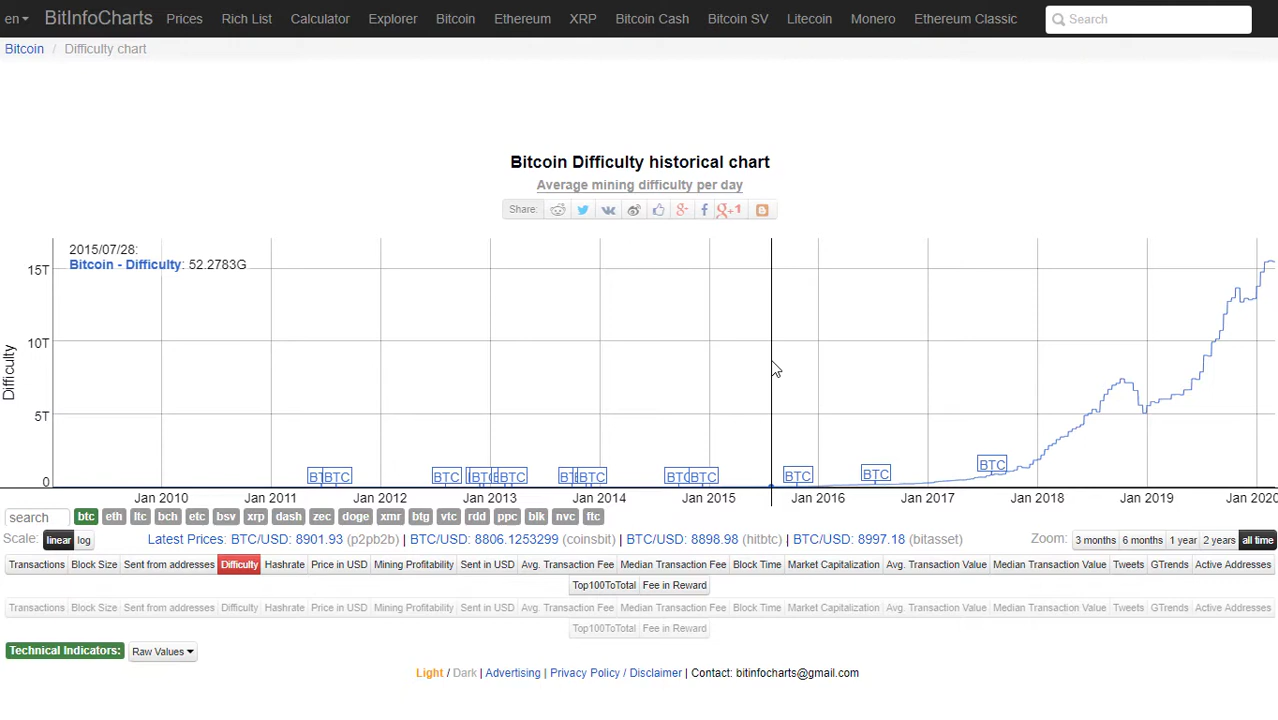 en BitInfoCharts Prices Rich List Calculator Explorer Bitcoin Ethereum XRP Bitcoin Cash Bitcoin SV Litecoin Monero Ethereum Classic Search
Bitcoin / Difficulty chart
Bitcoin Difficulty historical chart
Average mining difficulty per day
Share: g+1
2015/07/28:
Bitcoin - Difficulty: 52.2783G
15T
10T
Difficulty
5T
BTC
BTC BTC
BTC BTC BTC BTC BTC BTC BTC
0
Jan 2010 Jan 2011 Jan 2012 Jan 2013 Jan 2014 Jan 2015 Jan 2016 Jan 2017 Jan 2018 Jan 2019 Jan 2020
search btc eth ltc bch etc bsv xrp dash zec doge xmr btg vtc rdd ppc blk nvc ftc
Scale: linear log Latest Prices: BTC/USD: 8901.93 (p2pb2b) | BTC/USD: 8806.1253299 (coinsbit) | BTC/USD: 8898.98 (hitbtc) | BTC/USD: 8997.18 (bitasset) Zoom: 3 months 6 months 1 year 2 years all time
Transactions Block Size Sent from addresses Difficulty Hashrate Price in USD Mining Profitability Sent in USD Avg. Transaction Fee Median Transaction Fee Block Time Market Capitalization Avg. Transaction Value Median Transaction Value Tweets GTrends Active Addresses
Top100ToTotal Fee in Reward
Transactions Block Size Sent from addresses Difficulty Hashrate Price in USD Mining Profitability Sent in USD Avg. Transaction Fee Median Transaction Fee Block Time Market Capitalization Avg. Transaction Value Median Transaction Value Tweets GTrends Active Addresses
Top100ToTotal Fee in Reward
Technical Indicators: Raw Values
Light / Dark | Advertising | Privacy Policy / Disclaimer | Contact: bitinfocharts@gmail.com